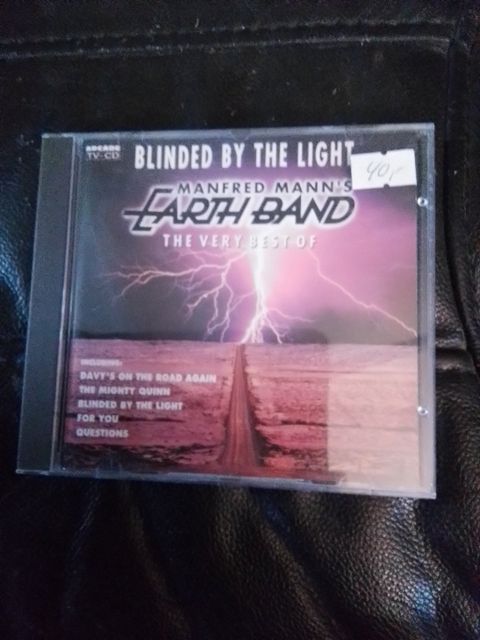 ARCADE
TV-CD
BLINDED BY THE LIGHT
40,-
MANFRED MANN'S
EARTH BAND
THE VERY BEST OF
INCLUDING:
DAVY'S ON THE ROAD AGAIN
THE MIGHTY QUINN
BLINDED BY THE LIGHT
FOR YOU
QUESTIONS